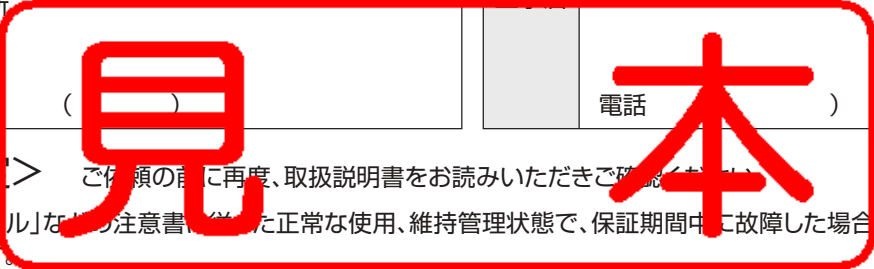 見本
(　　　)
電話　　　)
＞ ご依頼の前に再度、取扱説明書をお読みいただきご確認ください
ル」などの注意書に従った正常な使用、維持管理状態で、保証期間中に故障した場合
。